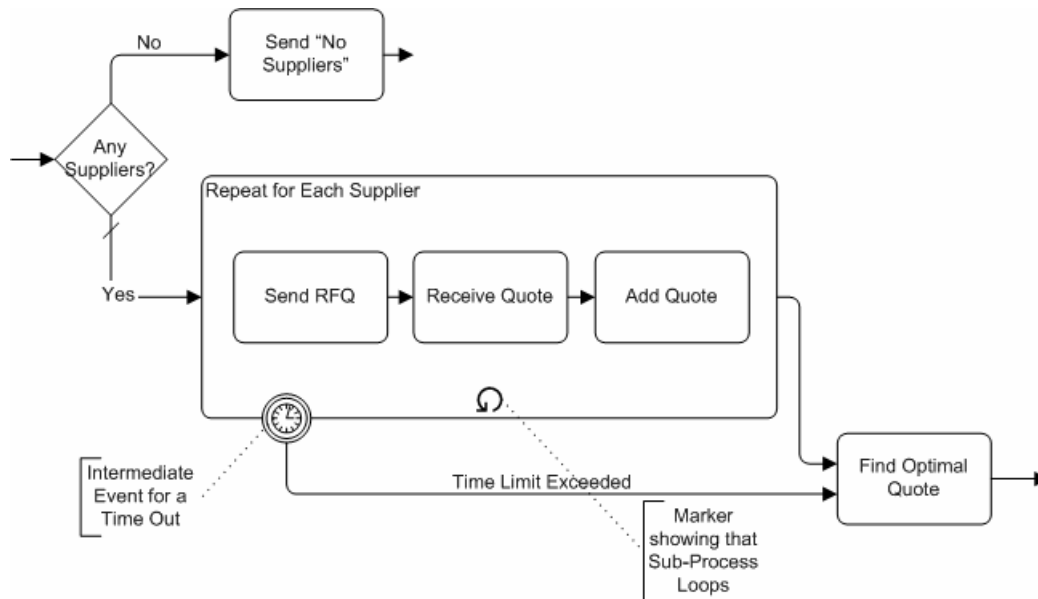 No
Send “No
Suppliers”
Any
Suppliers?
Yes
Repeat for Each Supplier
Send RFQ
Receive Quote
Add Quote
Intermediate
Event for a
Time Out
Time Limit Exceeded
Marker
showing that
Sub-Process
Loops
Find Optimal
Quote